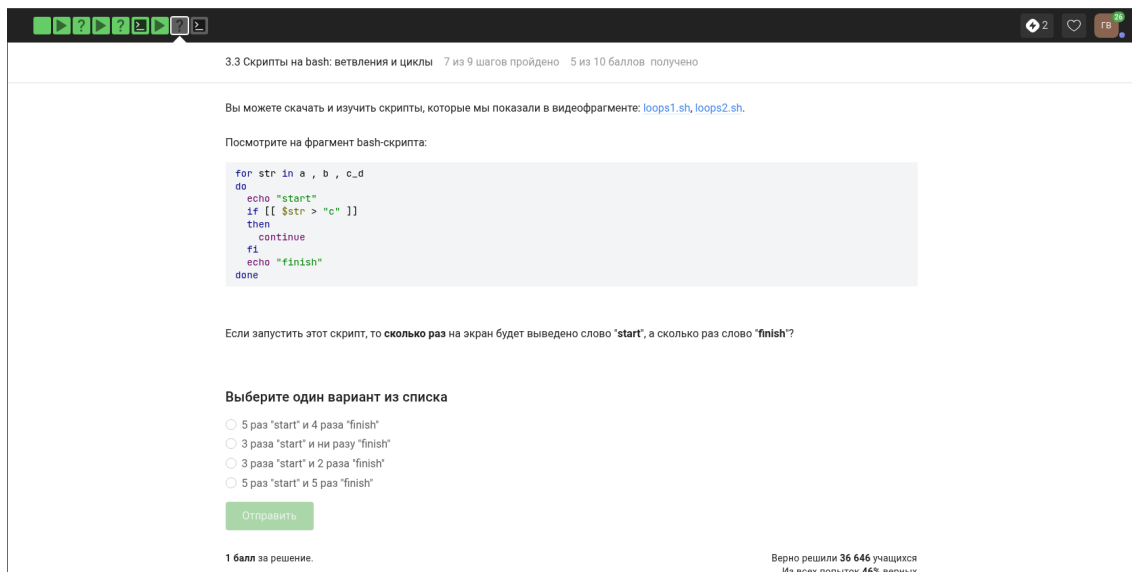 2
ГВ
26
3.3 Скрипты на bash: ветвления и циклы 7 из 9 шагов пройдено 5 из 10 баллов получено
Вы можете скачать и изучить скрипты, которые мы показали в видеофрагменте: loops1.sh, loops2.sh.
Посмотрите на фрагмент bash-скрипта:
for str in a , b , c_d
do
echo "start"
if [[ $str > "c" ]]
then
continue
fi
echo "finish"
done
Если запустить этот скрипт, то сколько раз на экран будет выведено слово "start", а сколько раз слово "finish"?
Выберите один вариант из списка
5 раз "start" и 4 раза "finish"
3 раза "start" и ни разу "finish"
3 раза "start" и 2 раза "finish"
5 раз "start" и 5 раз "finish"
Отправить
1 балл за решение.
Верно решили 36 646 учащихся
Из всех попыток 46% верных